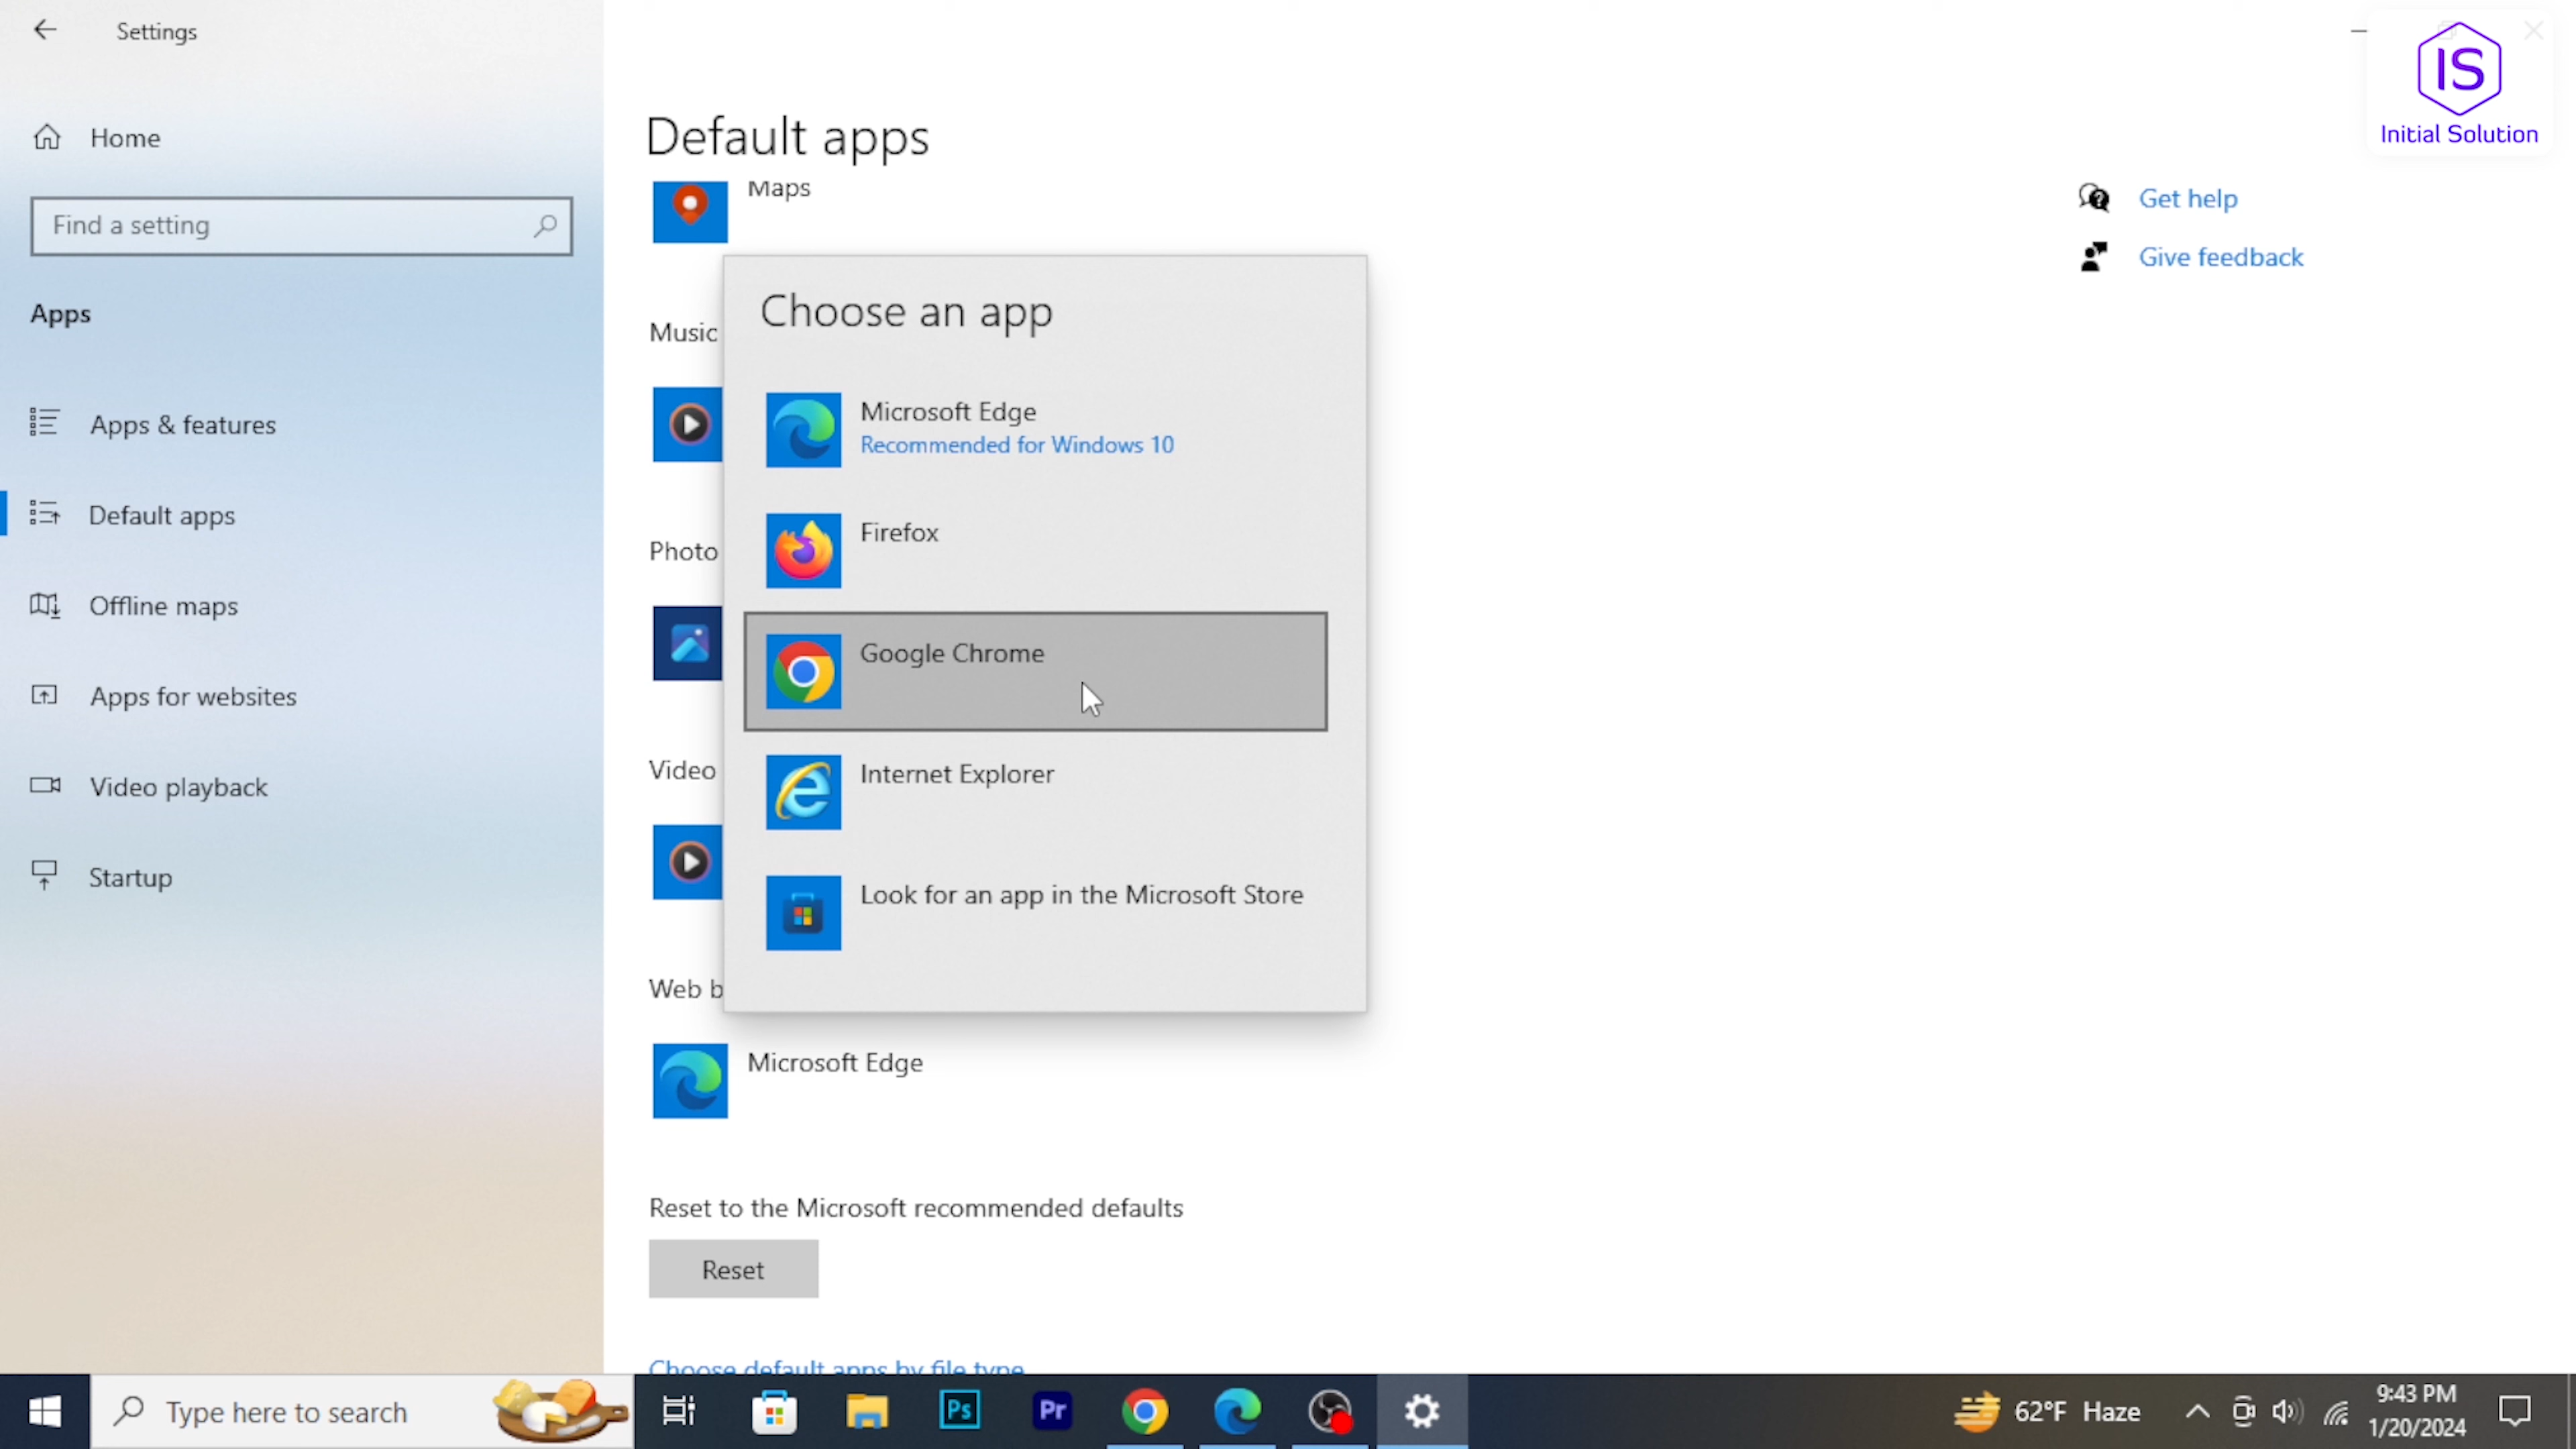 Settings
IS
Initial Solution
Home
Find a setting
Apps
Apps & features
Default apps
Offline maps
Apps for websites
Video playback
Startup
Default apps
Maps
Music
Photo
Video
Web b
Microsoft Edge
Choose an app
Microsoft Edge
Recommended for Windows 10
Firefox
Google Chrome
Internet Explorer
Look for an app in the Microsoft Store
Reset to the Microsoft recommended defaults
Reset
Choose default apps by file type
Get help
Give feedback
Type here to search
Ps
Pr
62°F Haze
9:43 PM
1/20/2024